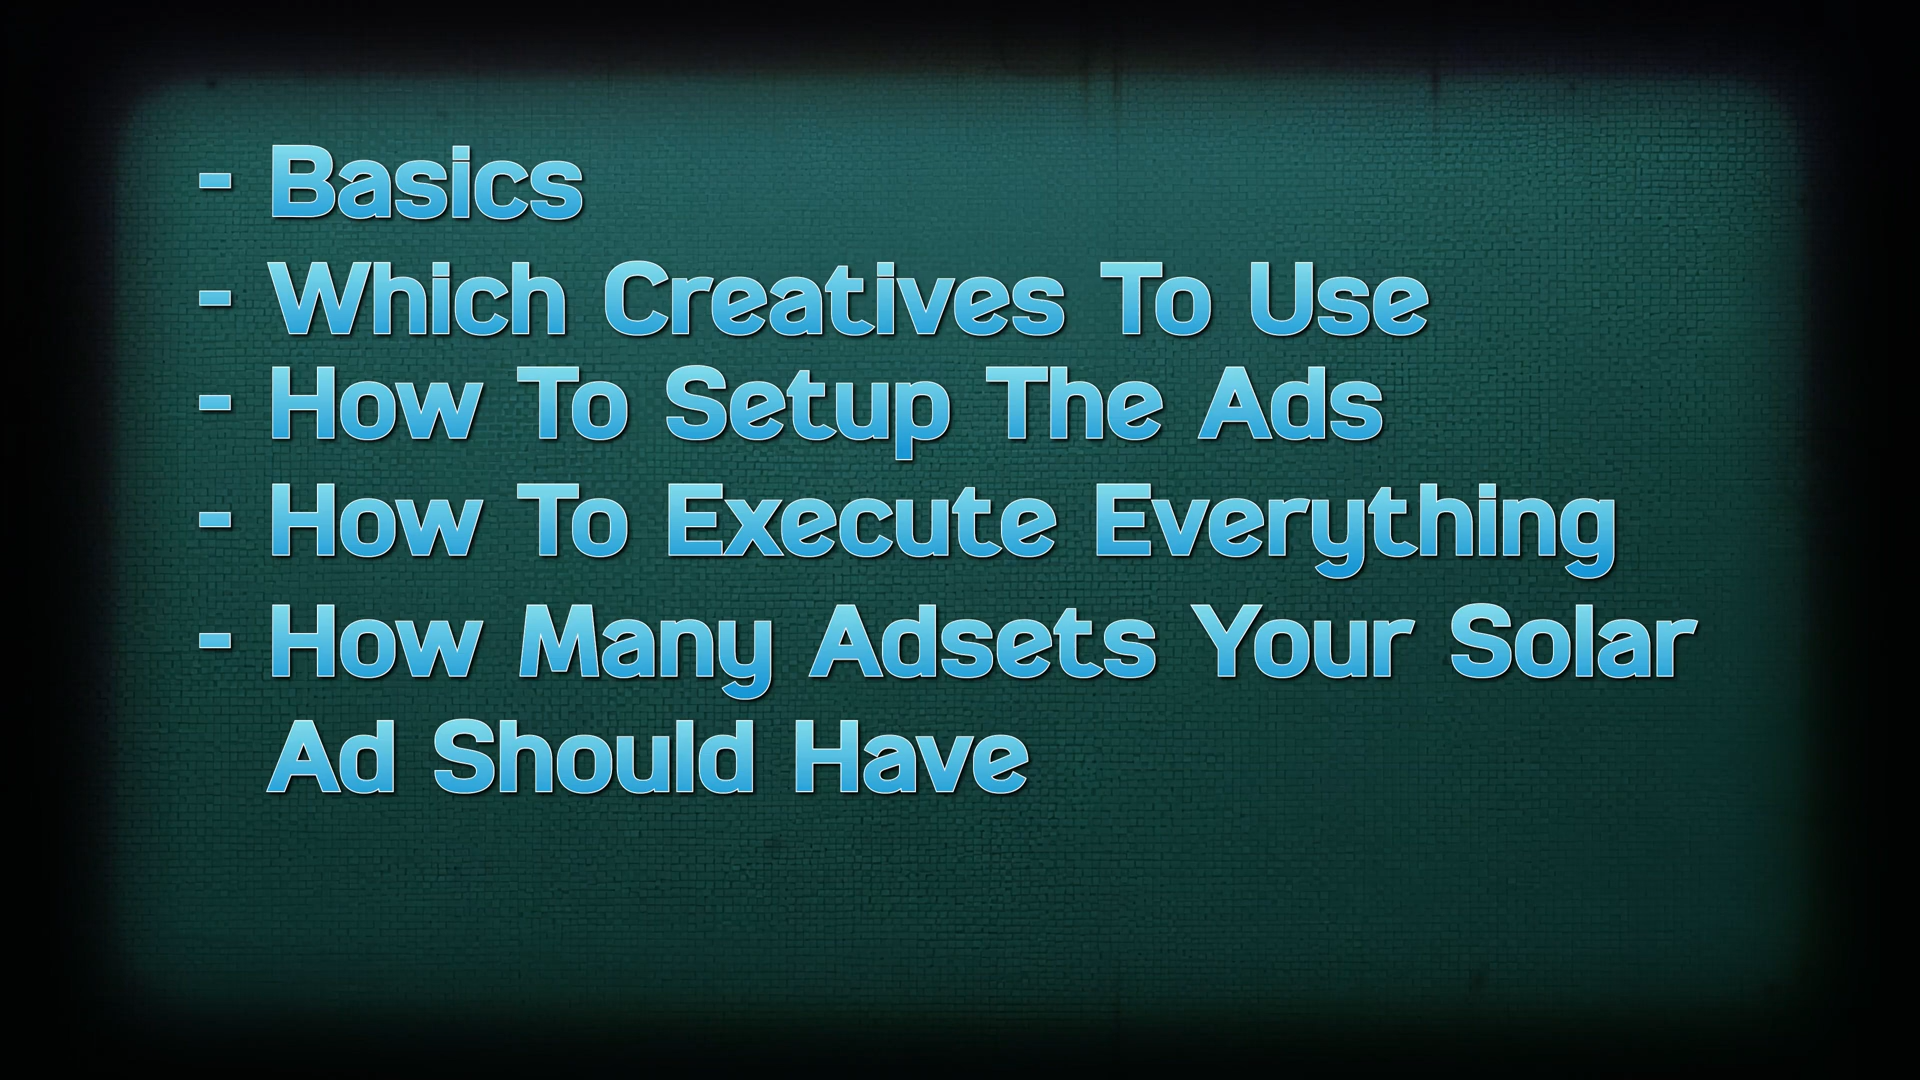 - Basics
- Which Creatives To Use
- How To Setup The Ads
- How To Execute Everything
- How Many Adsets Your Solar
Ad Should Have